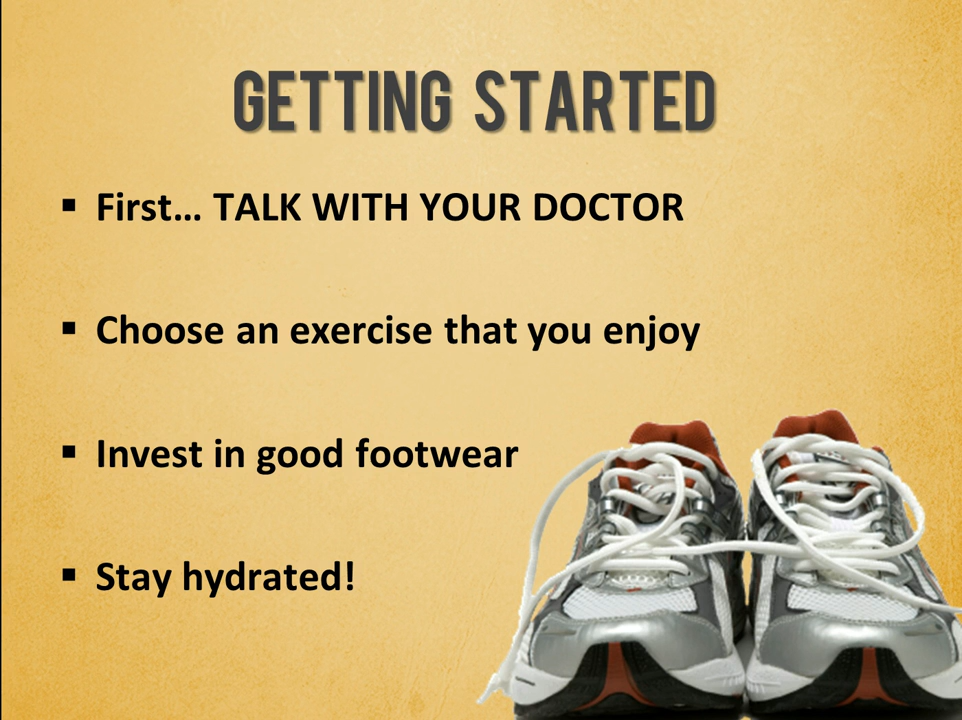 GETTING STARTED
▪ First… TALK WITH YOUR DOCTOR
▪ Choose an exercise that you enjoy
▪ Invest in good footwear
▪ Stay hydrated!